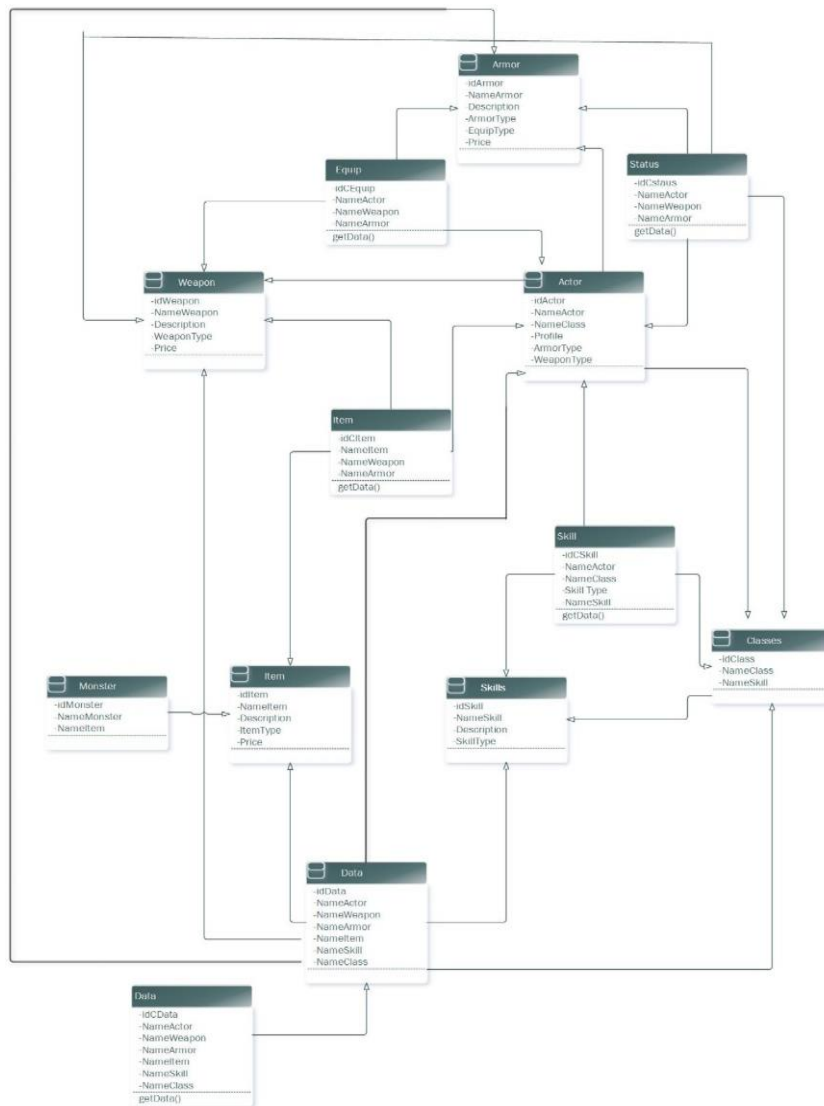 Armor
-idArmor
-NameArmor
-Description
-ArmorType
-EquipType
-Price
Equip
-idCEquip
-NameActor
-NameWeapon
-NameArmor
getData()
Status
-idCstaus
-NameActor
-NameWeapon
-NameArmor
getData()
Weapon
-idWeapon
-NameWeapon
-Description
WeaponType
-Price
Actor
-idActor
-NameActor
-NameClass
-Profile
-ArmorType
-WeaponType
Item
-idCItem
-NameItem
-NameWeapon
-NameArmor
getData()
Skill
-idCSkill
-NameActor
-NameClass
-Skill Type
-NameSkill
getData()
Classes
-idClass
-NameClass
-NameSkill
Monster
-idMonster
-NameMonster
-NameItem
Item
-idItem
-NameItem
-Description
-ItemType
-Price
Skills
-idSkill
-NameSkill
-Description
-SkillType
Data
-idData
-NameActor
-NameWeapon
-NameArmor
-NameItem
-NameSkill
-NameClass
Data
-idCData
-NameActor
-NameWeapon
-NameArmor
-NameItem
-NameSkill
-NameClass
getData()